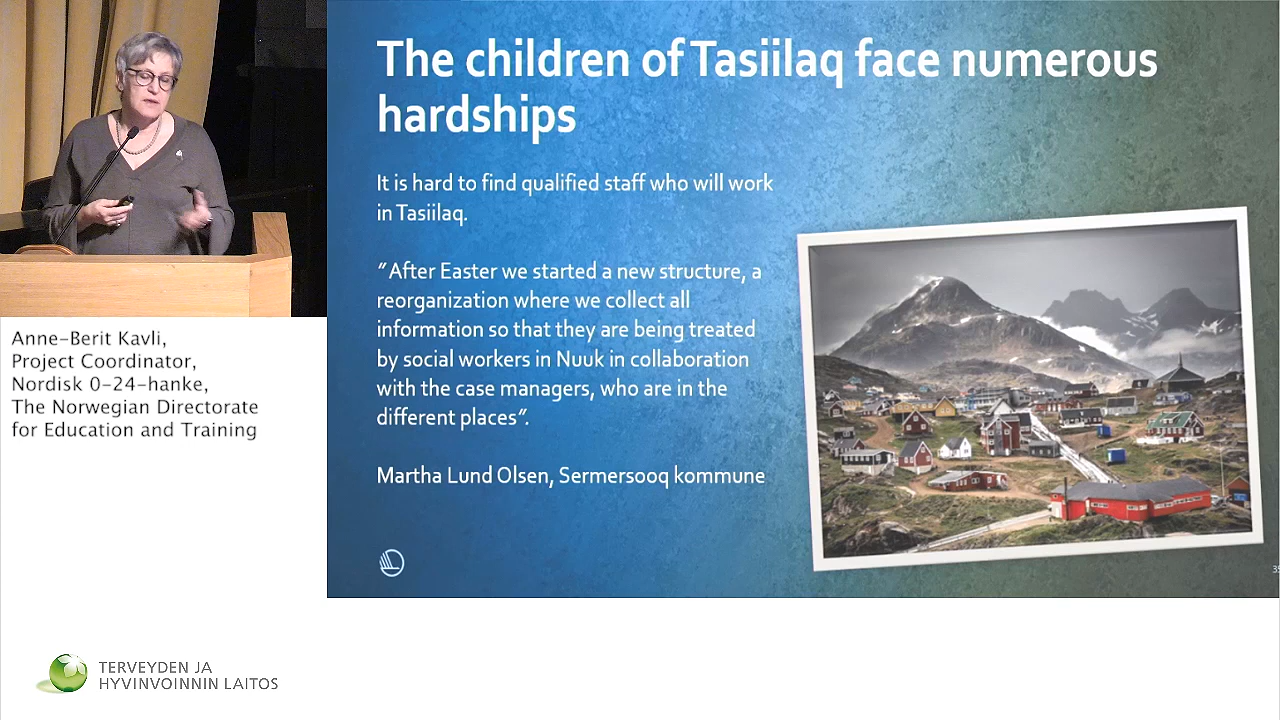 The children of Tasiilaq face numerous
hardships
It is hard to find qualified staff who will work
in Tasiilaq.
"After Easter we started a new structure, a
reorganization where we collect all
information so that they are being treated
by social workers in Nuuk in collaboration
with the case managers, who are in the
different places".
Martha Lund Olsen, Sermersooq kommune
35
Anne-Berit Kavli,
Project Coordinator,
Nordisk 0-24-hanke,
The Norwegian Directorate
for Education and Training
TERVEYDEN JA
HYVINVOINNIN LAITOS